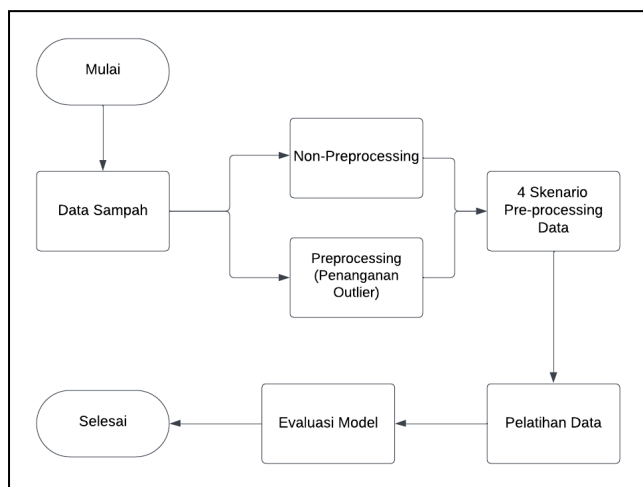 Mulai
Data Sampah
Non-Preprocessing
Preprocessing
(Penanganan
Outlier)
4 Skenario
Pre-processing
Data
Pelatihan Data
Evaluasi Model
Selesai